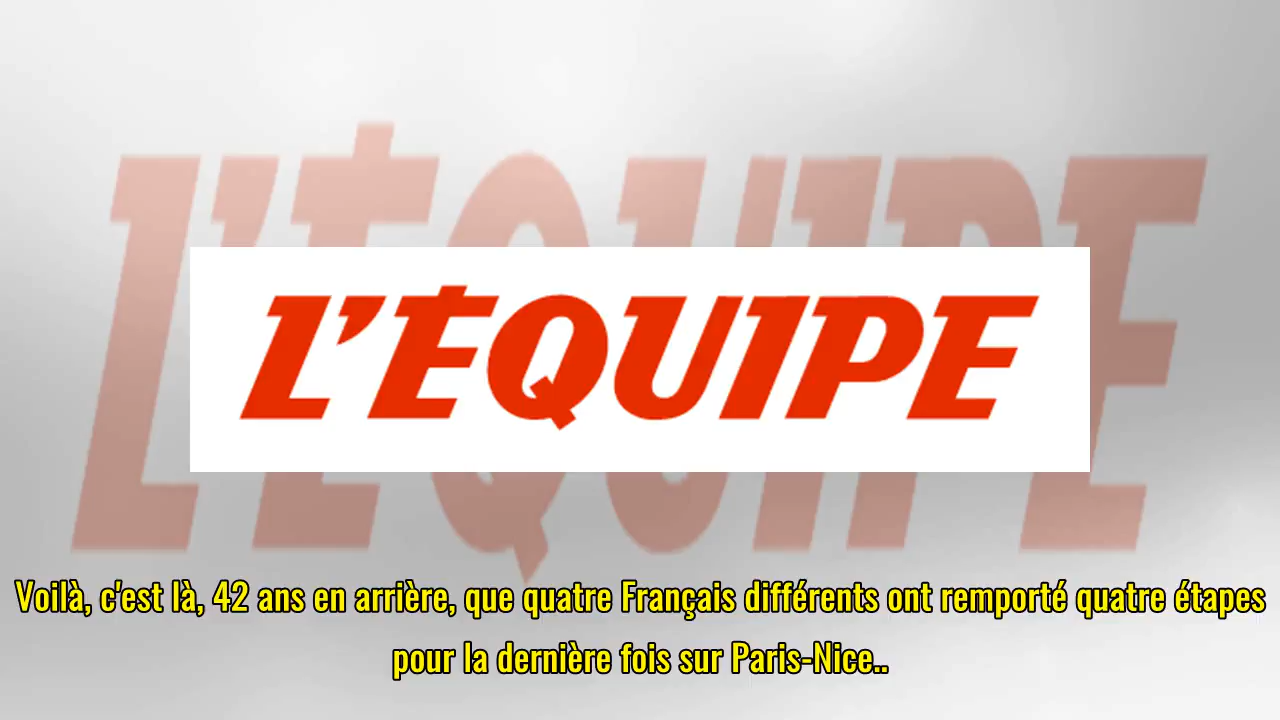 L'ÉQUIPE
L'ÉQUIPE
Voilà, c'est là, 42 ans en arrière, que quatre Français différents ont remporté quatre étapes
pour la dernière fois sur Paris-Nice..